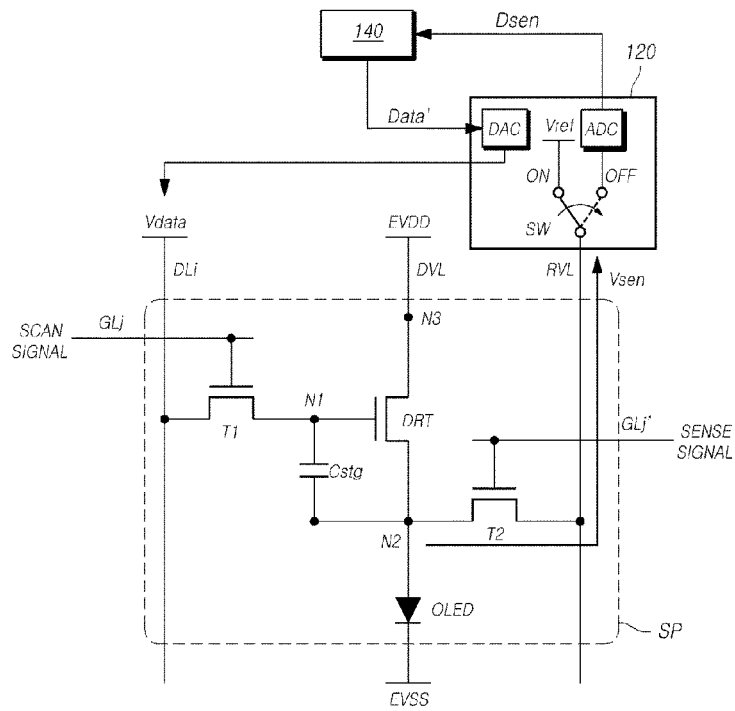 140
Dsen
120
Data'
DAC
Vref
ADC
ON
OFF
SW
Vdata
EVDD
DLi
DVL
RVL
Vsen
GLj
N3
SCAN
SIGNAL
N1
DRT
T1
GLj'
SENSE
SIGNAL
Cstg
N2
T2
OLED
SP
EVSS